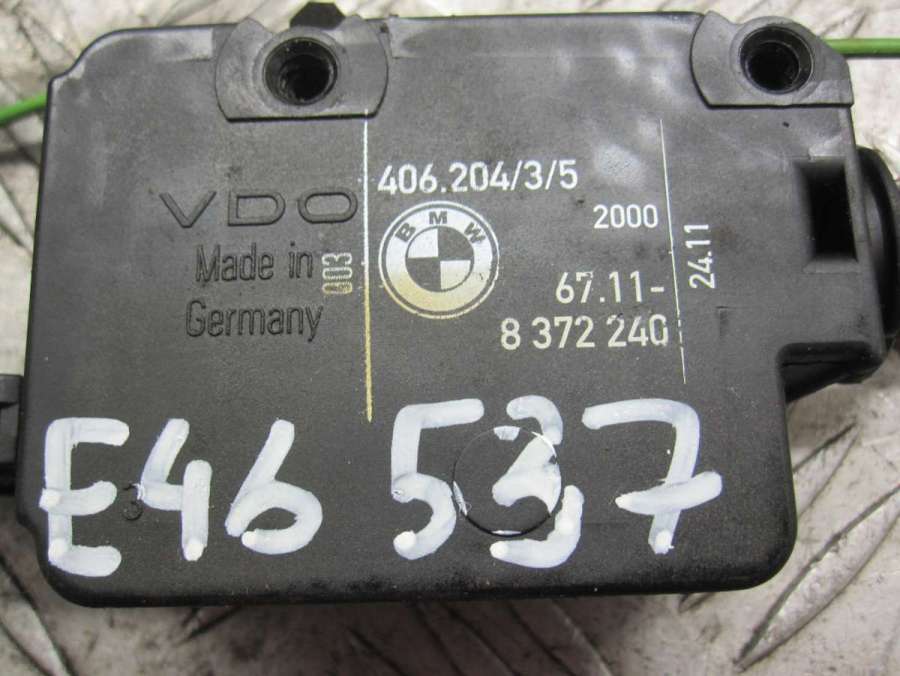 VDO
Made in
Germany
003
406.204/3/5
BMW
2000
67.11-
8 372 240
24.11
E46 537
3